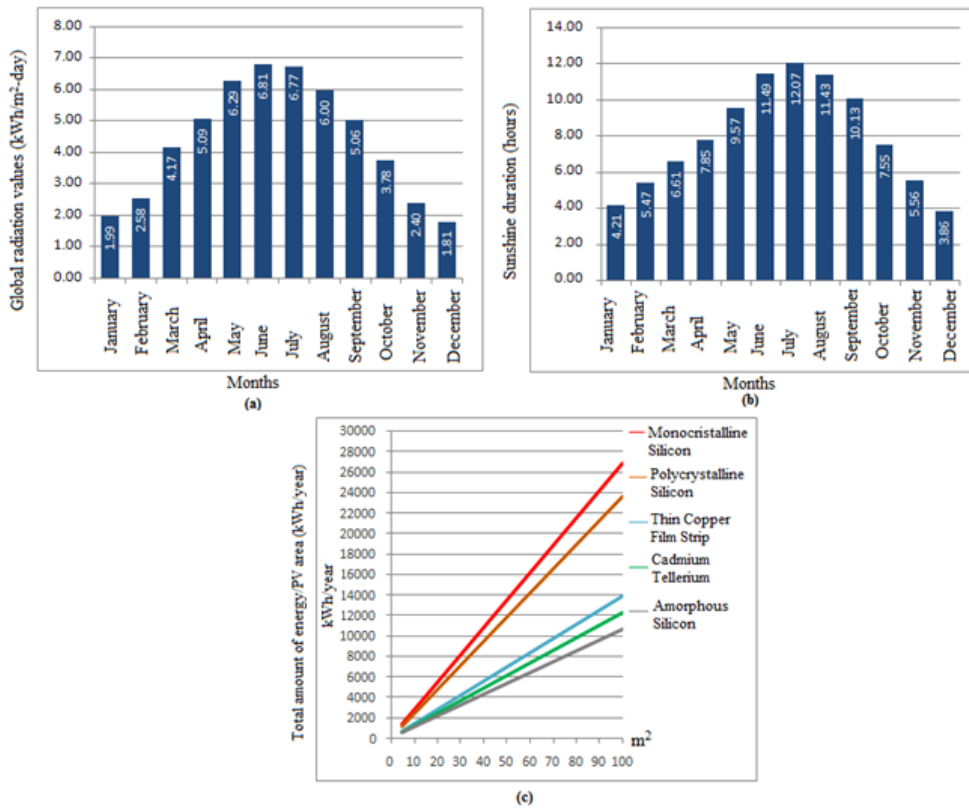 8.00
7.00
6.00
5.00
4.00
3.00
2.00
1.00
0.00
Global radiation values (kWh/m²-day)
1.99
2.58
4.17
5.09
6.29
6.81
6.77
6.00
5.06
3.78
2.40
1.81
January
February
March
April
May
June
July
August
September
October
November
December
Months
(a)
14.00
12.00
10.00
8.00
6.00
4.00
2.00
0.00
Sunshine duration (hours)
4.21
5.47
6.61
7.85
9.57
11.49
12.07
11.43
10.13
7.55
5.56
3.86
January
February
March
April
May
June
July
August
September
October
November
December
Months
(b)
Total amount of energy/PV area (kWh/year)
kWh/year
30000
28000
26000
24000
22000
20000
18000
16000
14000
12000
10000
8000
6000
4000
2000
0
0 10 20 30 40 50 60 70 80 90 100
m²
Monocristalline
Silicon
Polycrystalline
Silicon
Thin Copper
Film Strip
Cadmium
Tellerium
Amorphous
Silicon
(c)